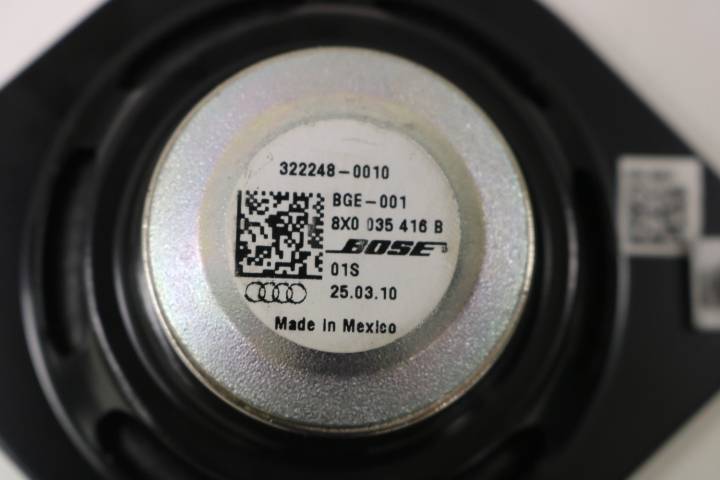 322248-0010
BGE-001
8X0 035 416 B
BOSE
01S
25.03.10
Made in Mexico